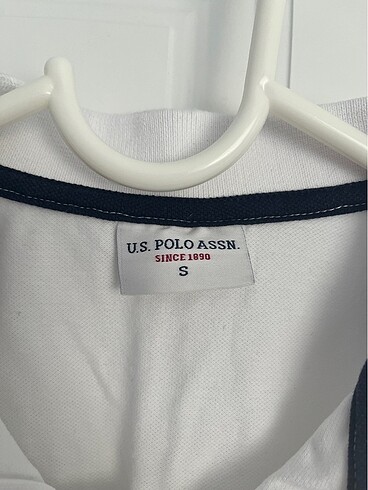 U.S. POLO ASSN.
SINCE 1890
S